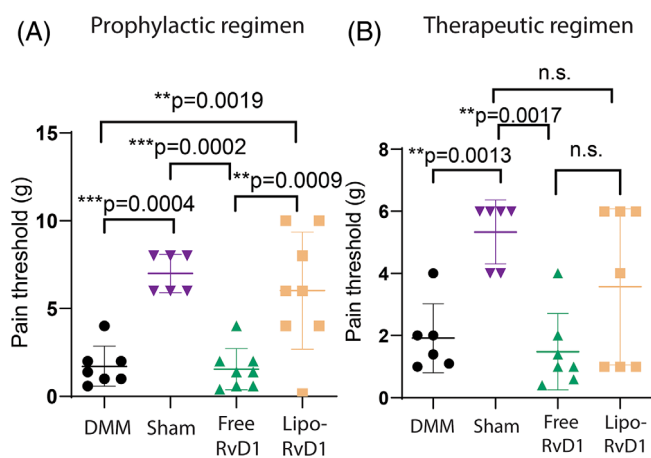 (A) Prophylactic regimen
**p=0.0019
***p=0.0002
***p=0.0004
**p=0.0009
Pain threshold (g)
15
10
5
0
DMM
Sham
Free
RvD1
Lipo-
RvD1
(B) Therapeutic regimen
n.s.
**p=0.0017
**p=0.0013
n.s.
Pain threshold (g)
8
6
4
2
0
DMM
Sham
Free
RvD1
Lipo-
RvD1